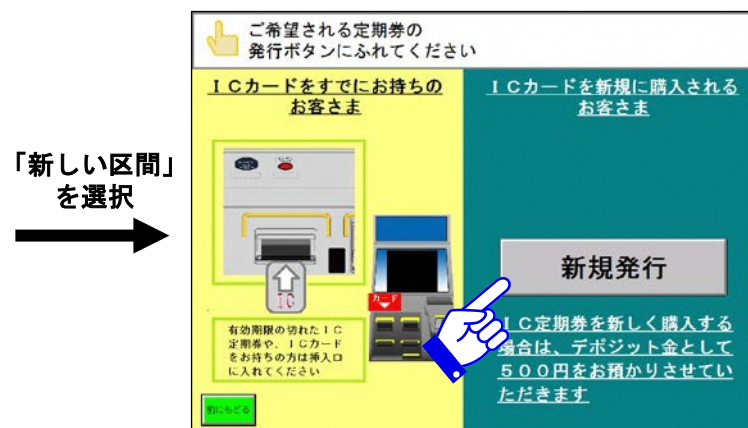 ご希望される定期券の
発行ボタンにふれてください
ICカードをすでにお持ちの
お客さま
ICカードを新規に購入される
お客さま
「新しい区間」
を選択
IC
カード
有効期限の切れたIC
定期券や、ICカード
をお持ちの方は挿入口
に入れてください
新規発行
IC定期券を新しく購入する
場合は、デポジット金として
500円をお預かりさせてい
ただきます
前にもどる